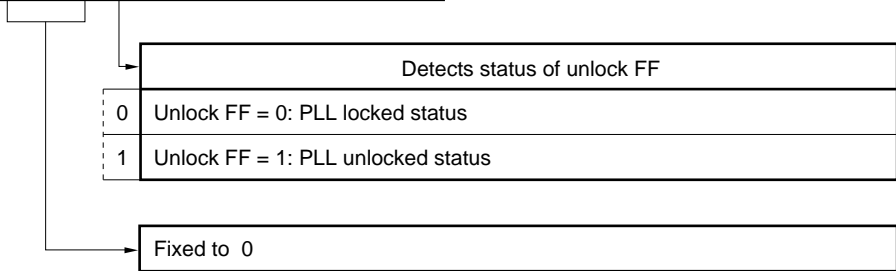 Detects status of unlock FF
0 Unlock FF = 0: PLL locked status
1 Unlock FF = 1: PLL unlocked status
Fixed to 0